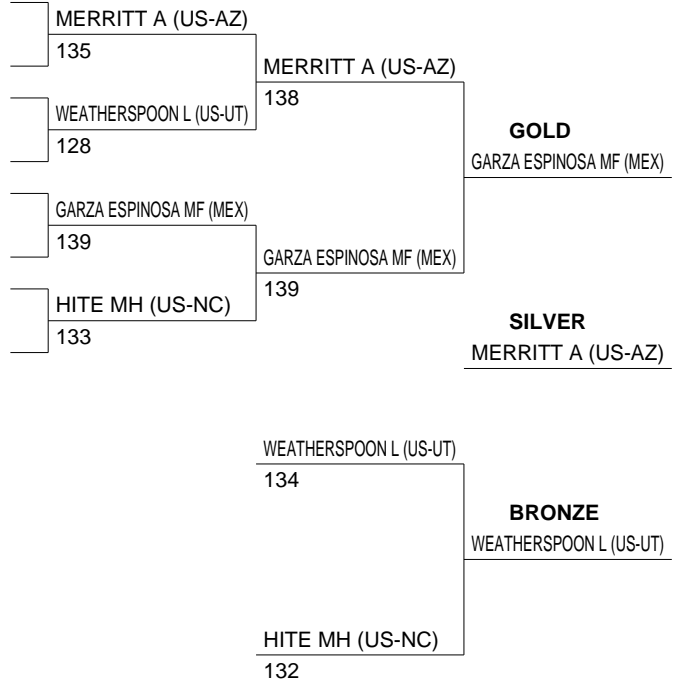 MERRITT A (US-AZ)
135
MERRITT A (US-AZ)
138
WEATHERSPOON L (US-UT)
128
GOLD
GARZA ESPINOSA MF (MEX)
GARZA ESPINOSA MF (MEX)
139
GARZA ESPINOSA MF (MEX)
139
HITE MH (US-NC)
133
SILVER
MERRITT A (US-AZ)
WEATHERSPOON L (US-UT)
134
BRONZE
WEATHERSPOON L (US-UT)
HITE MH (US-NC)
132